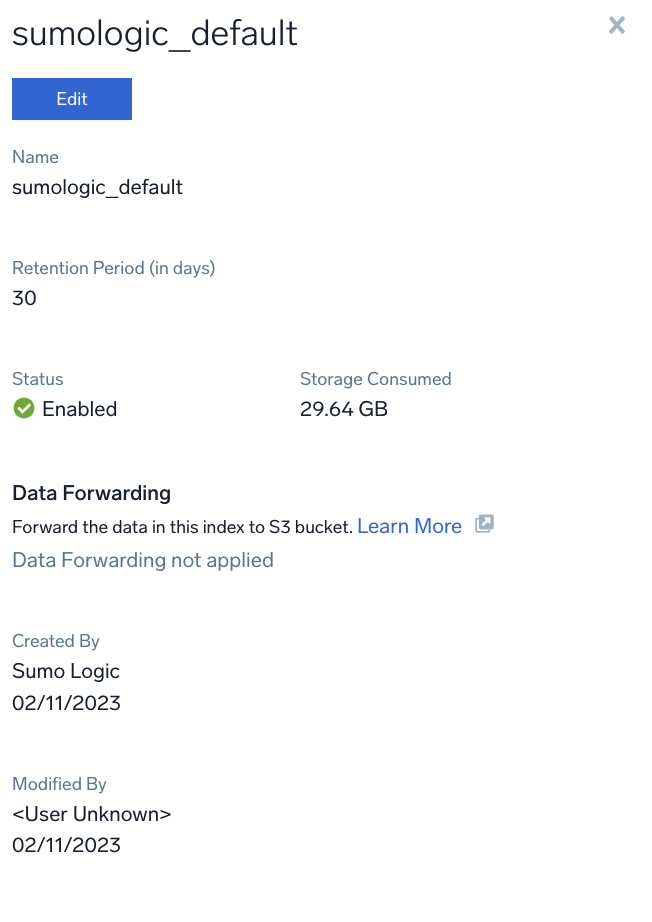 sumologic_default
Edit
Name
sumologic_default
Retention Period (in days)
30
Status
Enabled
Storage Consumed
29.64 GB
Data Forwarding
Forward the data in this index to S3 bucket. Learn More
Data Forwarding not applied
Created By
Sumo Logic
02/11/2023
Modified By
<User Unknown>
02/11/2023